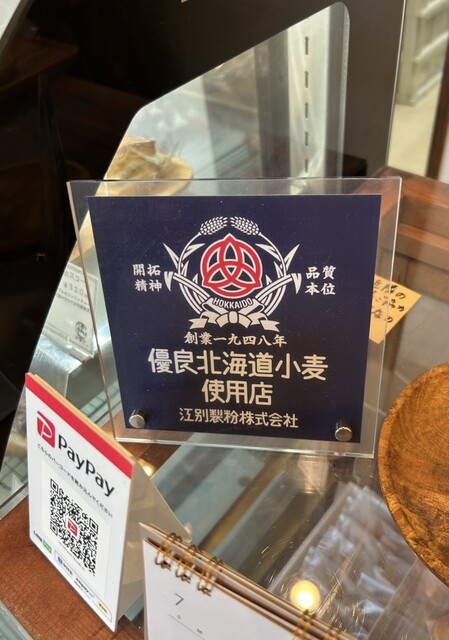 開拓
精神
品質
本位
HOKKAIDO
創業一九四八年
優良北海道小麦
使用店
江別製粉株式会社
PayPay
7